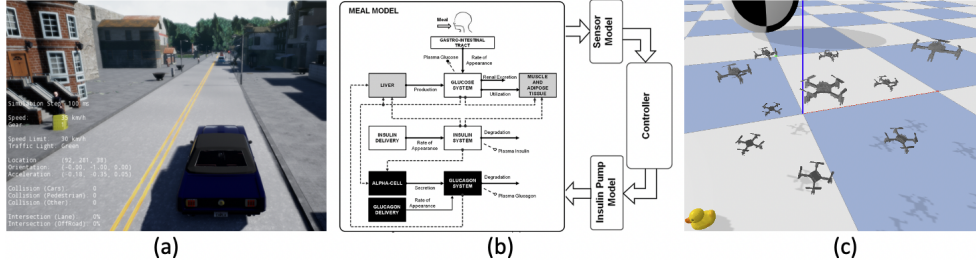 Simulation Step: 100 ms
Speed: 35 km/h
Gear
Speed Limit: 30 km/h
Traffic Light: Green
Location
Orientation (-0.00, -1.00, 0.00)
Acceleration (-0.10, -0.35, 0.05)
Collision (Cars) 0
Collision (Pedestrian) 0
Collision (Other) 0
Intersection (Lane) 0%
Intersection (OffRoad) 0%
(a)
MEAL MODEL
Meal
GASTRO-INTESTINAL
TRACT
Plasma Glucose
Rate of
Appearance
LIVER
Production
GLUCOSE
SYSTEM
Renal Excretion
Utilization
MUSCLE
AND
ADIPOSE
TISSUE
INSULIN
DELIVERY
Rate of
Appearance
INSULIN
SYSTEM
Degradation
Plasma Insulin
ALPHA-CELL
Secretion
GLUCAGON
SYSTEM
Degradation
Plasma Glucagon
GLUCAGON
DELIVERY
Rate of
Appearance
Sensor
Model
Controller
Insulin Pump
Model
(b)
(c)